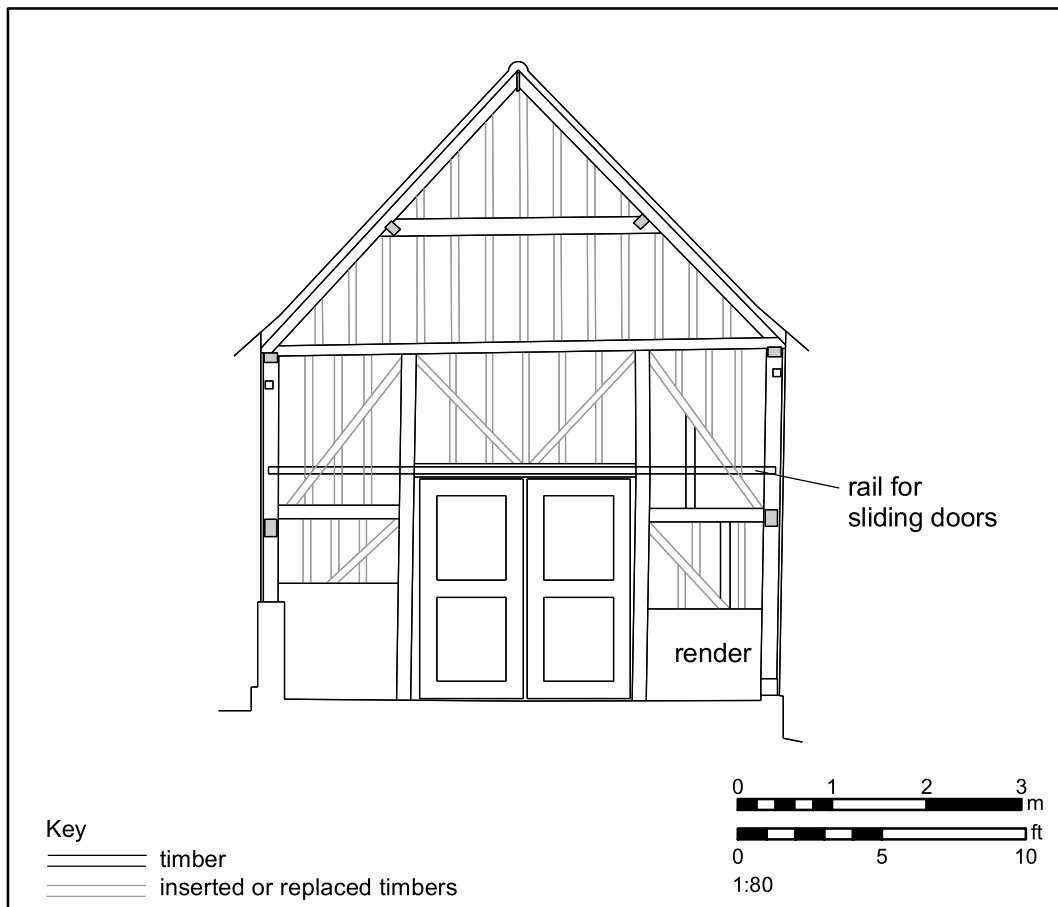 rail for
sliding doors
render
0 1 2 3
m
ft
0 5 10
1:80
Key
timber
inserted or replaced timbers